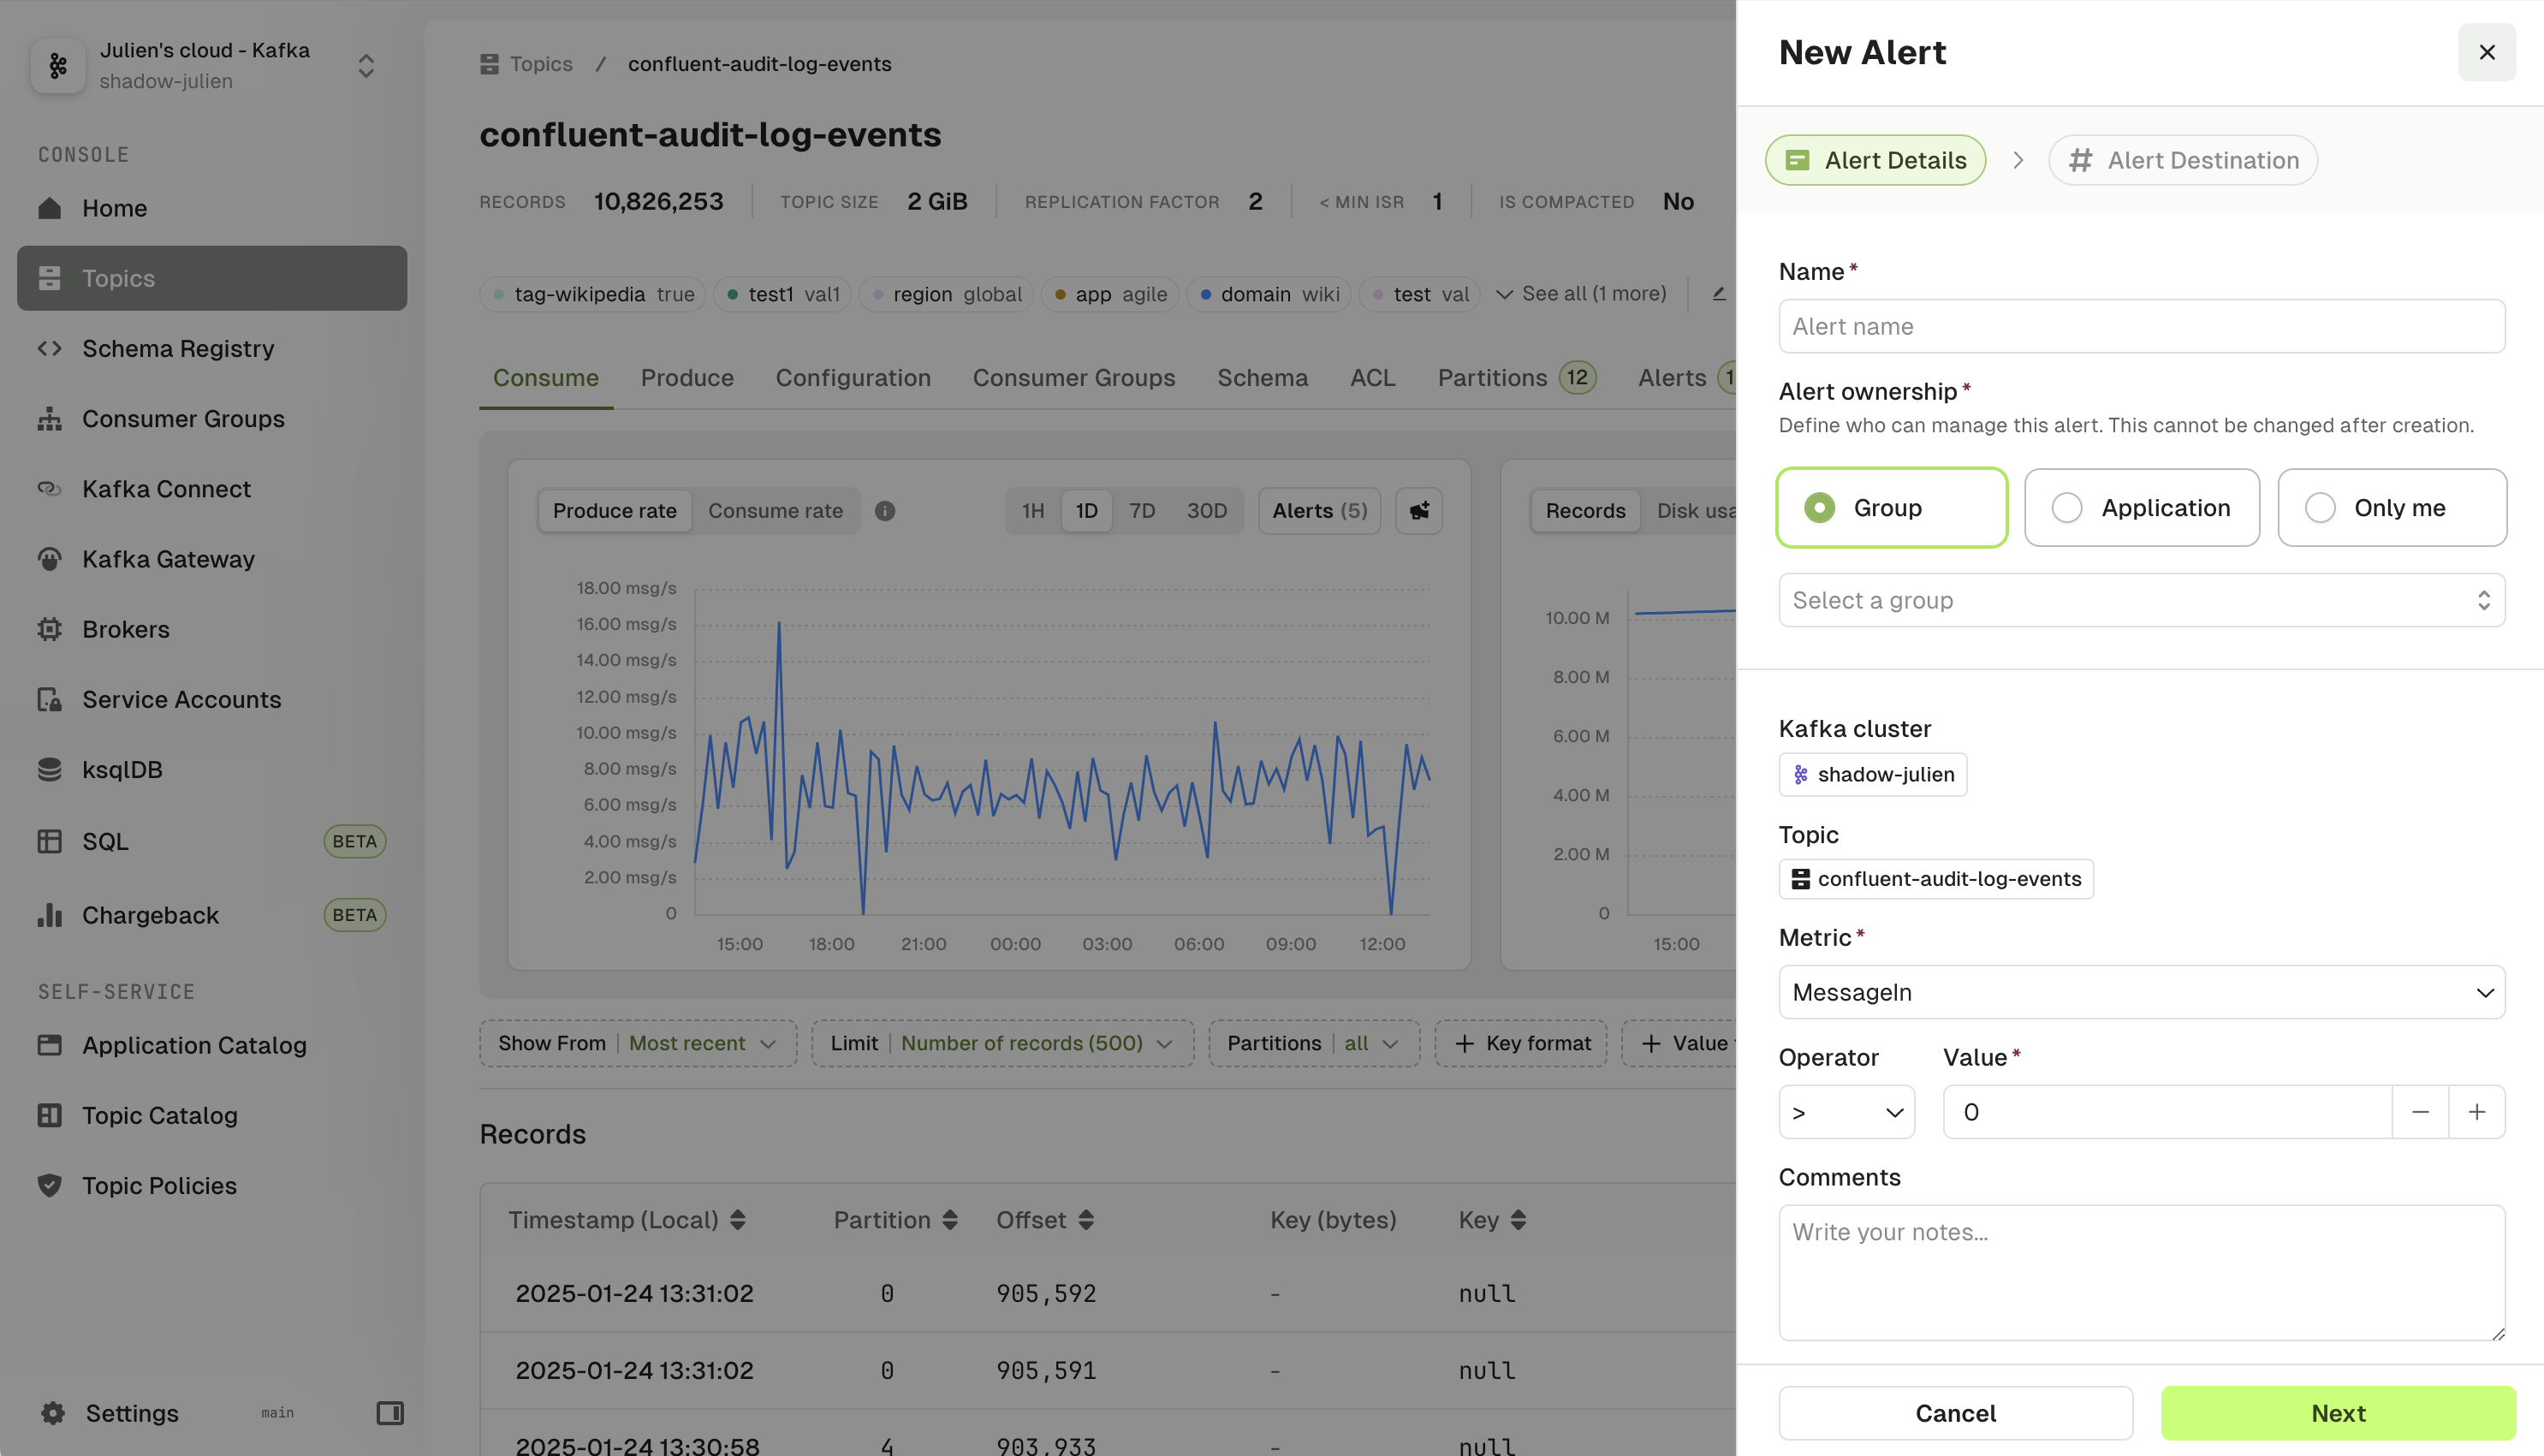 Julien's cloud - Kafka
shadow-julien
CONSOLE
Home
Topics
Schema Registry
Consumer Groups
Kafka Connect
Kafka Gateway
Brokers
Service Accounts
ksqlDB
SQL BETA
Chargeback BETA
SELF-SERVICE
Application Catalog
Topic Catalog
Topic Policies
Settings main
Topics / confluent-audit-log-events
confluent-audit-log-events
RECORDS 10,826,253 TOPIC SIZE 2 GiB REPLICATION FACTOR 2 < MIN ISR 1 IS COMPACTED No
tag-wikipedia true test1 val1 region global app agile domain wiki test val See all (1 more)
Consume Produce Configuration Consumer Groups Schema ACL Partitions 12 Alerts
Produce rate Consume rate 1H 1D 7D 30D Alerts (5)
18.00 msg/s
16.00 msg/s
14.00 msg/s
12.00 msg/s
10.00 msg/s
8.00 msg/s
6.00 msg/s
4.00 msg/s
2.00 msg/s
0
15:00 18:00 21:00 00:00 03:00 06:00 09:00 12:00
Records Disk usa
10.00 M
8.00 M
6.00 M
4.00 M
2.00 M
0
15:00
Show From Most recent Limit Number of records (500) Partitions all + Key format + Value
Records
Timestamp (Local) Partition Offset Key (bytes) Key
2025-01-24 13:31:02 0 905,592 - null
2025-01-24 13:31:02 0 905,591 - null
2025-01-24 13:30:58 4 903,933 - null
New Alert
Alert Details > # Alert Destination
Name *
Alert name
Alert ownership *
Define who can manage this alert. This cannot be changed after creation.
Group Application Only me
Select a group
Kafka cluster
shadow-julien
Topic
confluent-audit-log-events
Metric *
MessageIn
Operator Value *
> 0 − +
Comments
Write your notes...
Cancel Next